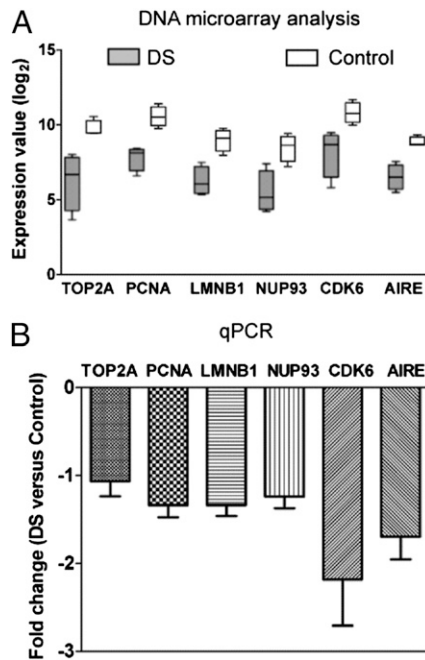 A
DNA microarray analysis
DS
Control
Expression value (log2)
15
10
5
0
TOP2A PCNA LMNB1 NUP93 CDK6 AIRE
B
qPCR
TOP2A PCNA LMNB1 NUP93 CDK6 AIRE
Fold change (DS versus Control)
0
-1
-2
-3